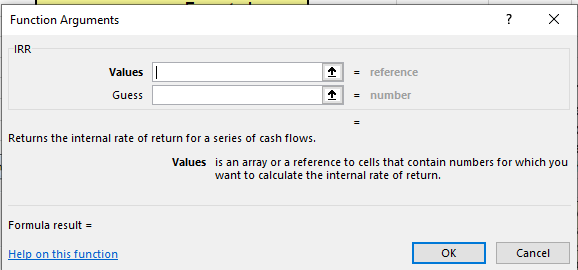 Function Arguments ? ×
IRR
Values = reference
Guess = number
=
Returns the internal rate of return for a series of cash flows.
Values is an array or a reference to cells that contain numbers for which you
want to calculate the internal rate of return.
Formula result =
Help on this function OK Cancel